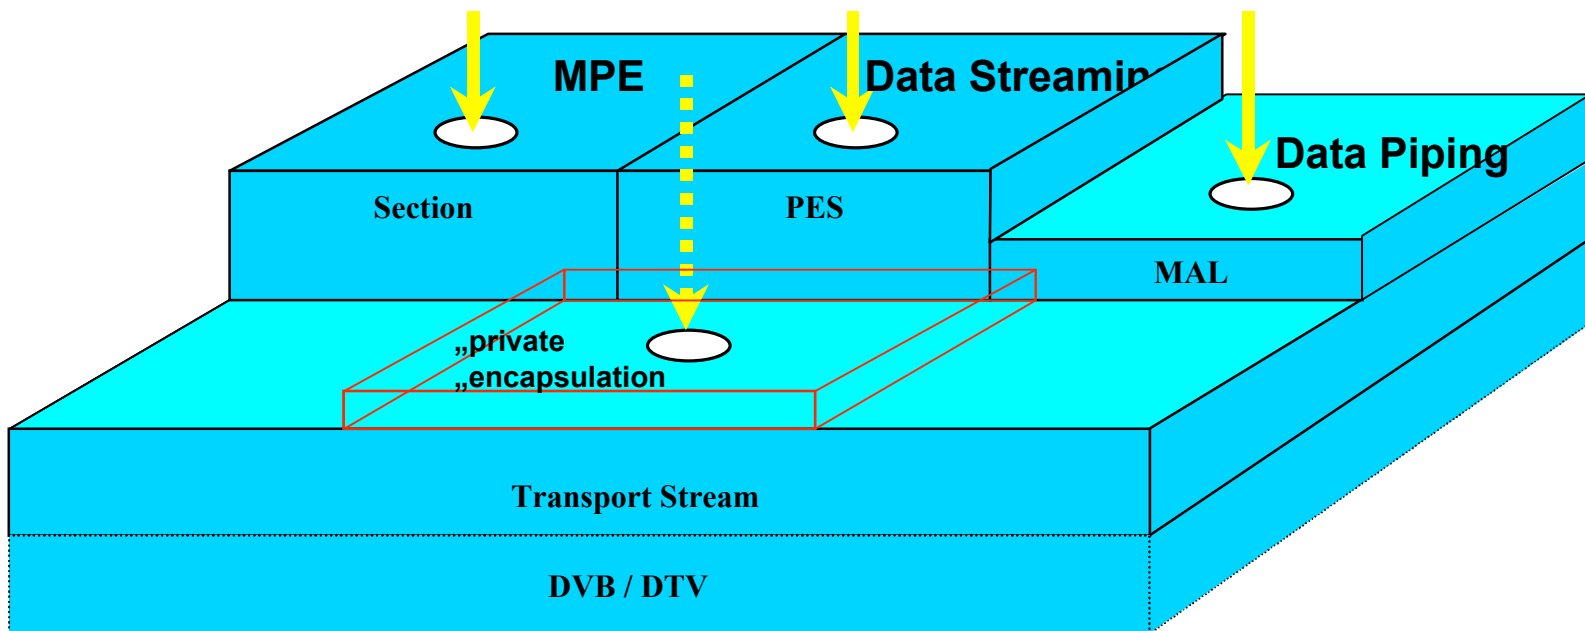 MPE
Data Streamin
Data Piping
Section
PES
MAL
„private
„encapsulation
Transport Stream
DVB / DTV